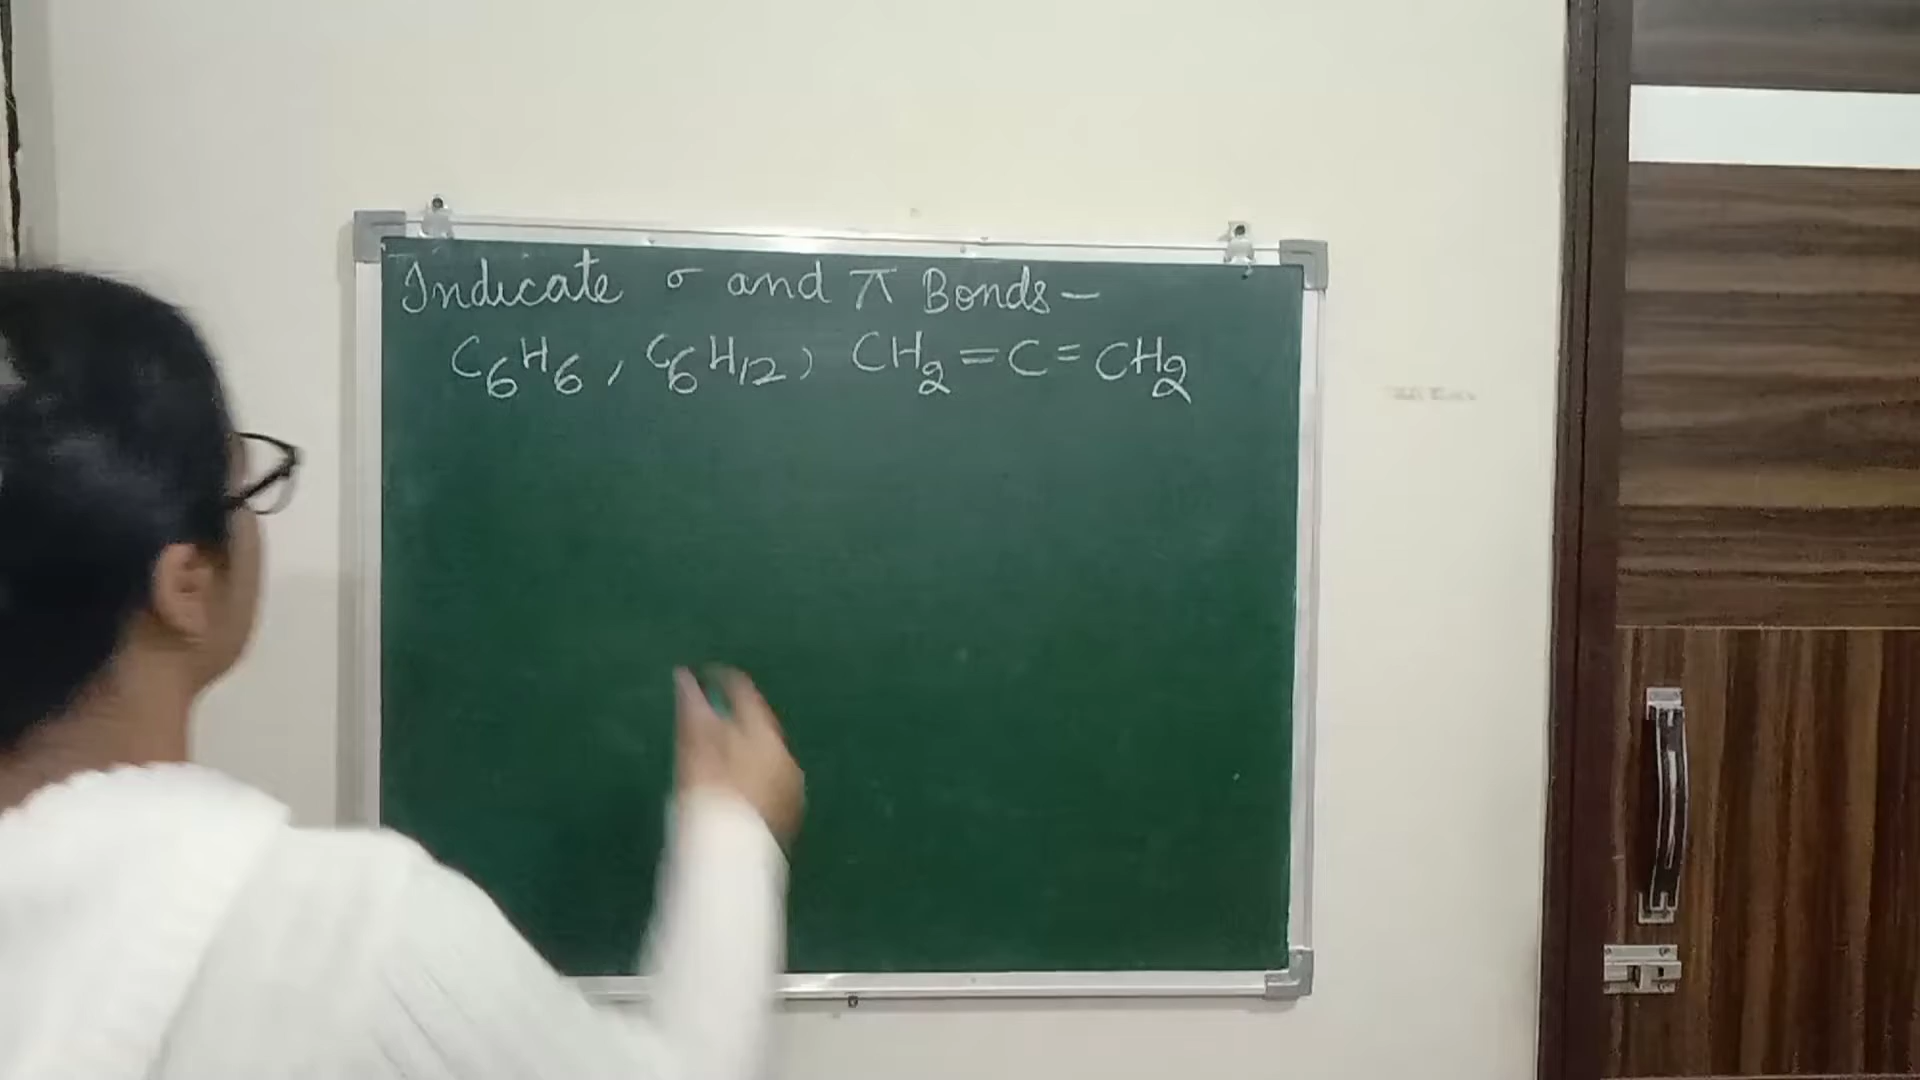 Indicate σ and π Bonds –
C₆H₆, C₆H₁₂, CH₂=C=CH₂